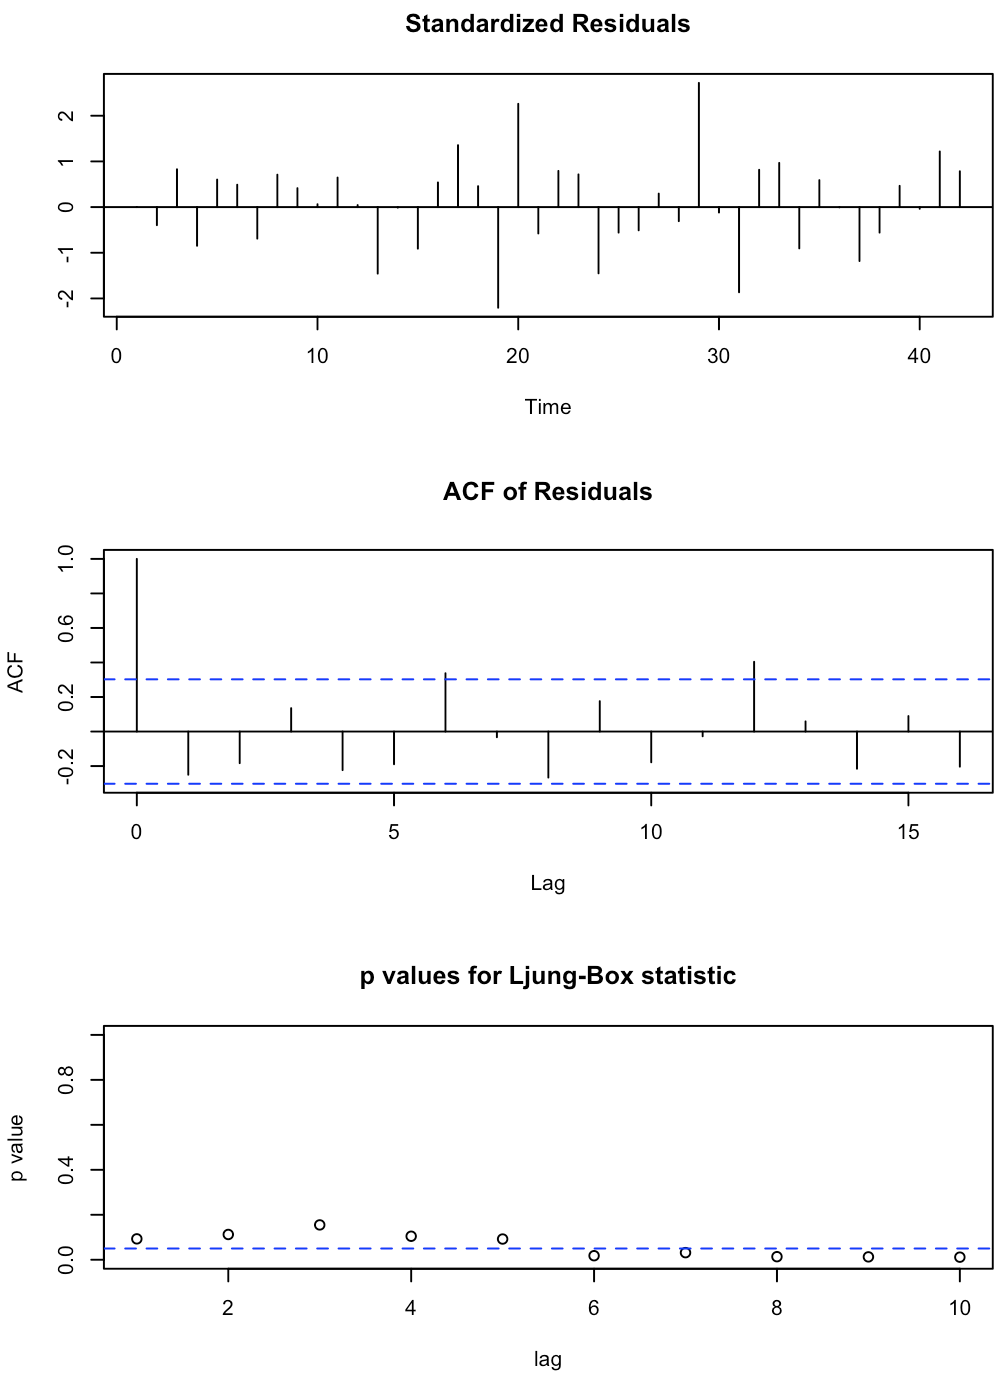 Standardized Residuals
2
1
0
-1
-2
0 10 20 30 40
Time
ACF of Residuals
1.0
0.6
0.2
-0.2
ACF
0 5 10 15
Lag
p values for Ljung-Box statistic
0.8
0.4
0.0
p value
2 4 6 8 10
lag